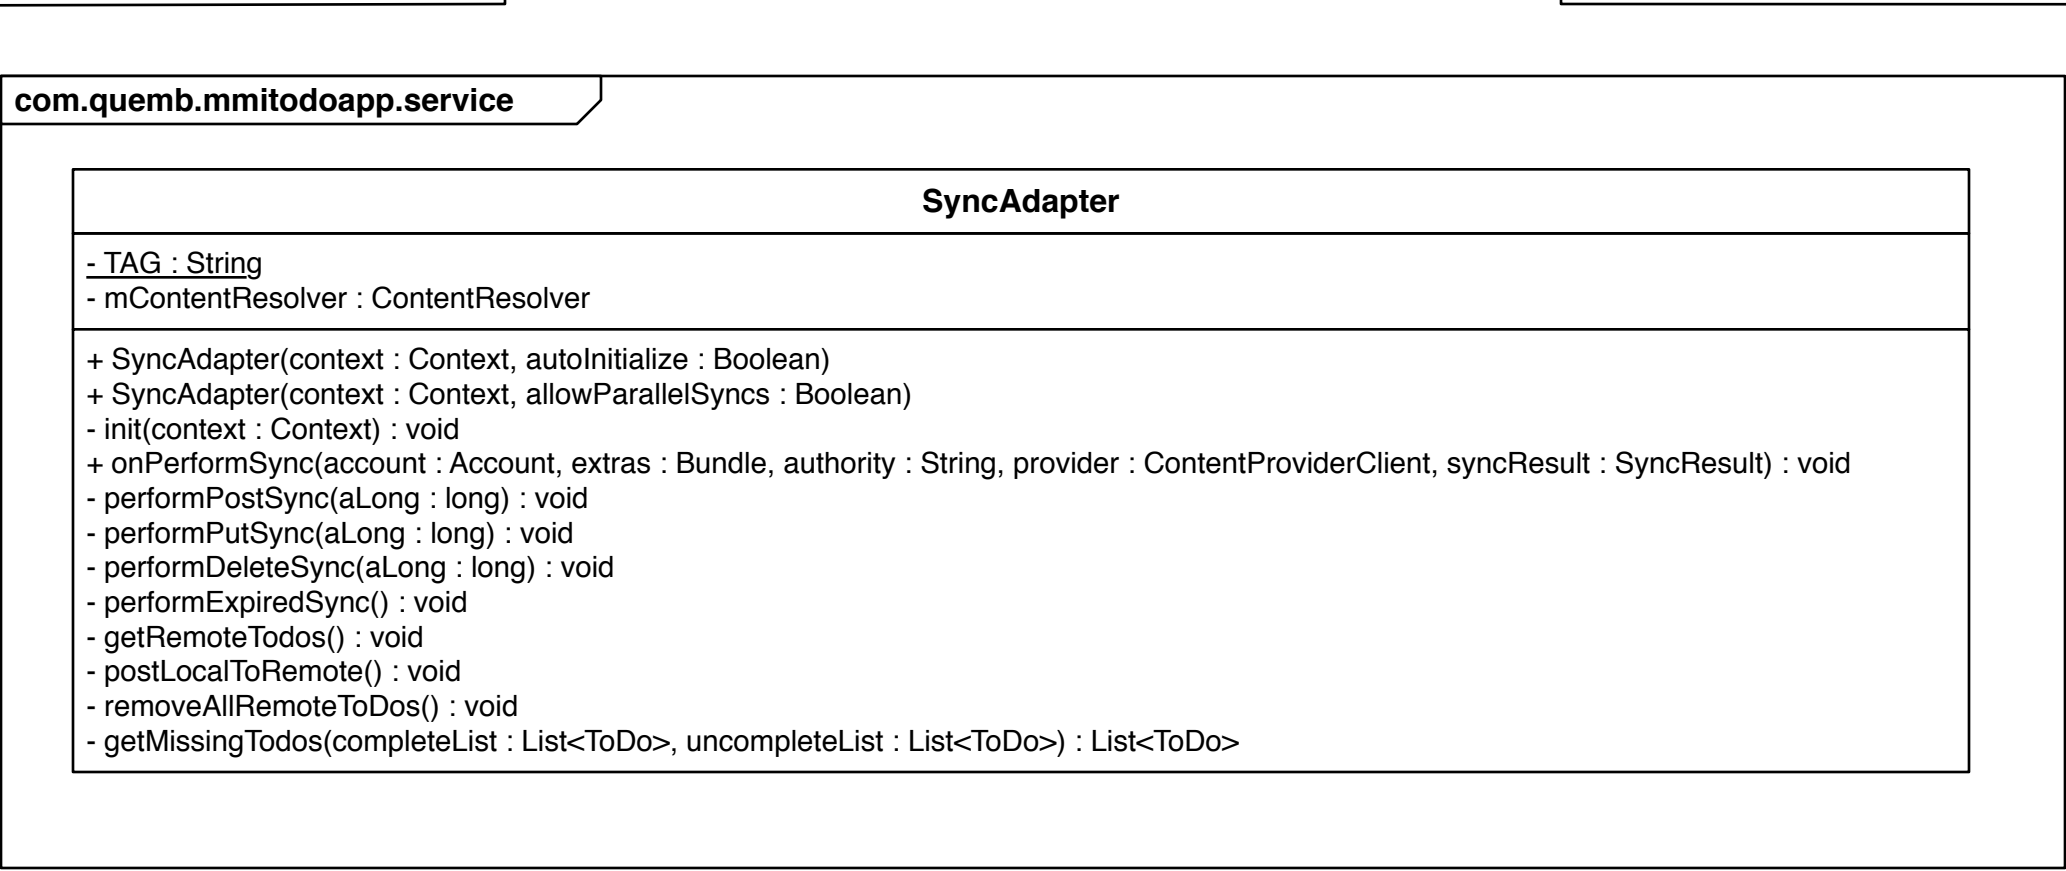 com.quemb.mmitodoapp.service
SyncAdapter
- TAG : String
- mContentResolver : ContentResolver
+ SyncAdapter(context : Context, autoInitialize : Boolean)
+ SyncAdapter(context : Context, allowParallelSyncs : Boolean)
- init(context : Context) : void
+ onPerformSync(account : Account, extras : Bundle, authority : String, provider : ContentProviderClient, syncResult : SyncResult) : void
- performPostSync(aLong : long) : void
- performPutSync(aLong : long) : void
- performDeleteSync(aLong : long) : void
- performExpiredSync() : void
- getRemoteTodos() : void
- postLocalToRemote() : void
- removeAllRemoteToDos() : void
- getMissingTodos(completeList : List<ToDo>, uncompleteList : List<ToDo>) : List<ToDo>